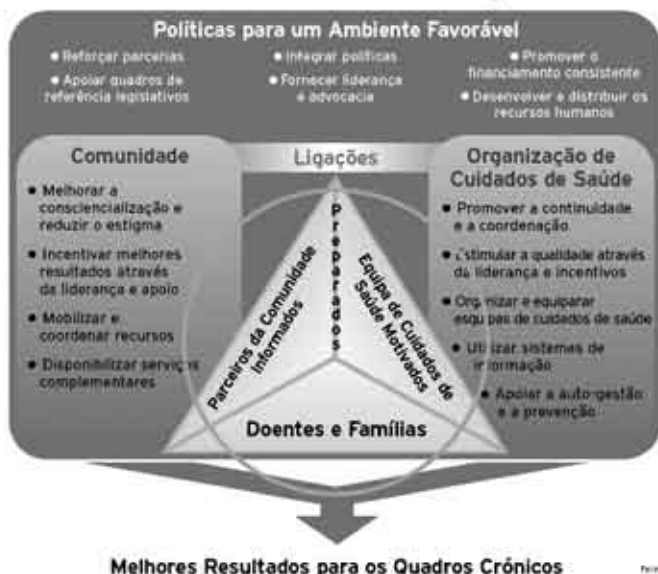 Políticas para um Ambiente Favorável
● Reforçar parcerias
● Apoiar quadros de
referência legislativos
● Integrar políticas
● Fornecer liderança
e advocacia
● Promover o
financiamento consistente
● Desenvolver e distribuir os
recursos humanos
Comunidade
● Melhorar a
consciencialização e
reduzir o estigma
● Incentivar melhores
resultados através
da liderança e apoio
● Mobilizar e
coordenar recursos
● Disponibilizar serviços
complementares
Ligações
Preparados
Parceiros da Comunidade
Informados
Equipa de Cuidados de
Saúde Motivados
Doentes e Famílias
Organização de
Cuidados de Saúde
● Promover a continuidade
e a coordenação
● Estimular a qualidade através
da liderança e incentivos
● Organizar e equiparar
esquipas de cuidados de saúde
● Utilizar sistemas de
informação
● Apoiar a auto-gestão
e a prevenção
Melhores Resultados para os Quadros Crónicos